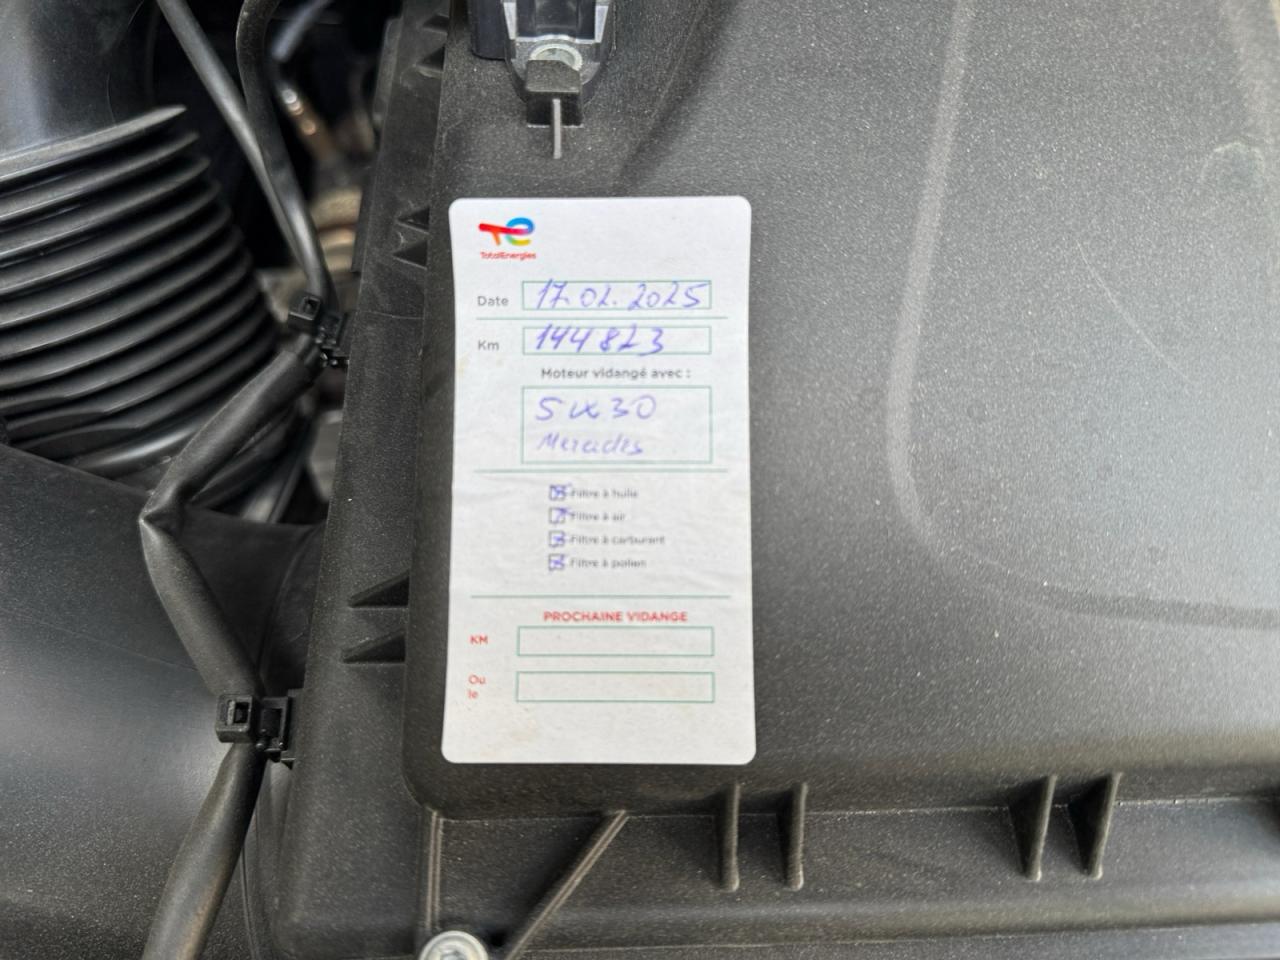 TotalEnergies
Date 17.02.2025
Km 144823
Moteur vidangé avec :
5W30
Mercedes
Filtre à huile
Filtre à air
Filtre à carburant
Filtre à pollen
PROCHAINE VIDANGE
KM
Ou
le